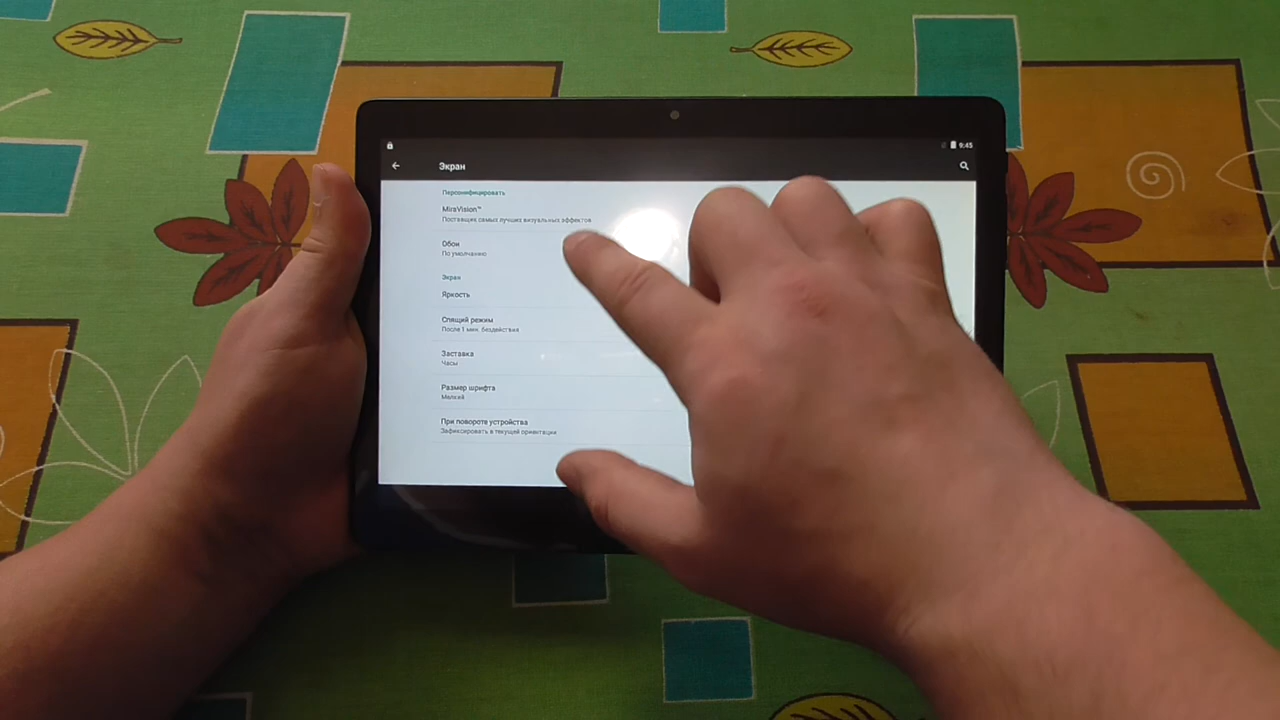 9:45
Экран
Персонифицировать
MiraVision™
Поставщик самых лучших визуальных эффектов
Обои
По умолчанию
Экран
Яркость
Спящий режим
После 1 мин. бездействия
Заставка
Часы
Размер шрифта
Мелкий
При повороте устройства
Зафиксировать в текущей ориентации